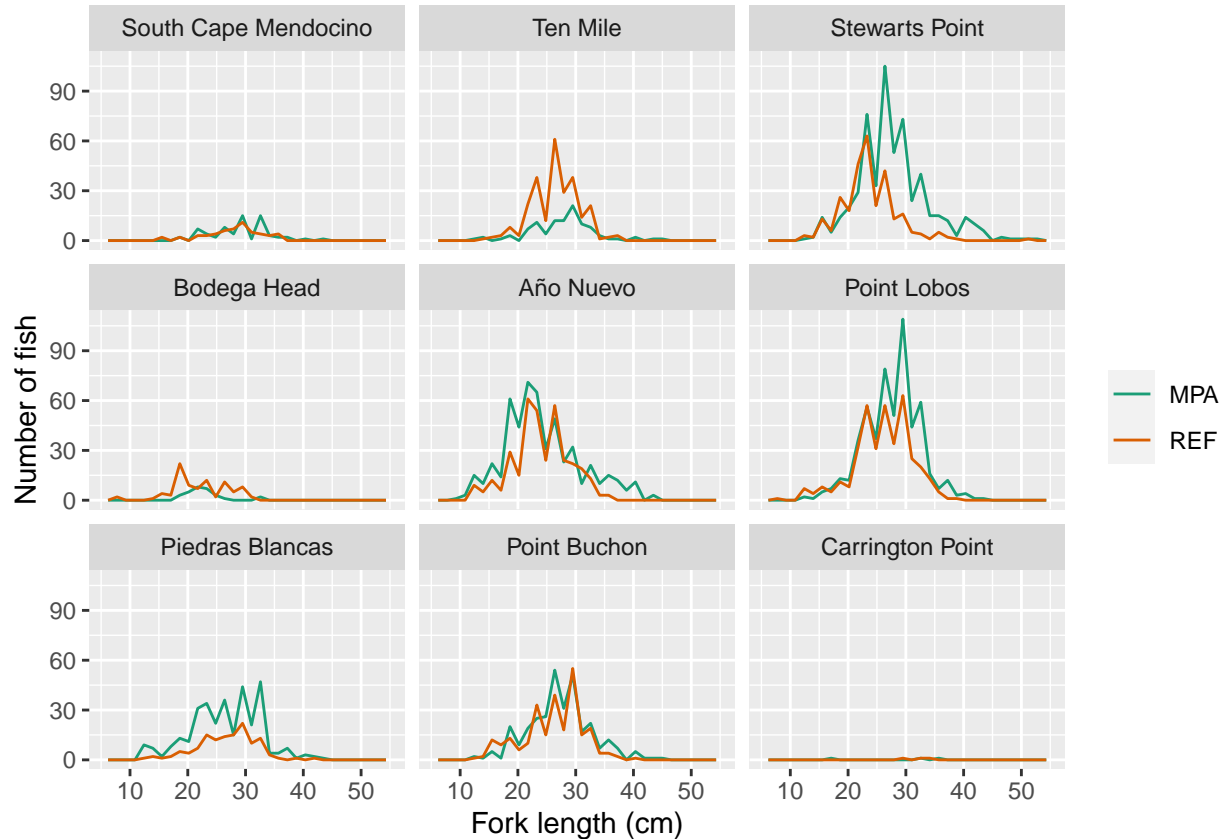 South Cape Mendocino
Ten Mile
Stewarts Point
90
60
30
0
Bodega Head
Año Nuevo
Point Lobos
90
60
30
0
Number of fish
MPA
REF
Piedras Blancas
Point Buchon
Carrington Point
90
60
30
0
10 20 30 40 50
10 20 30 40 50
10 20 30 40 50
Fork length (cm)